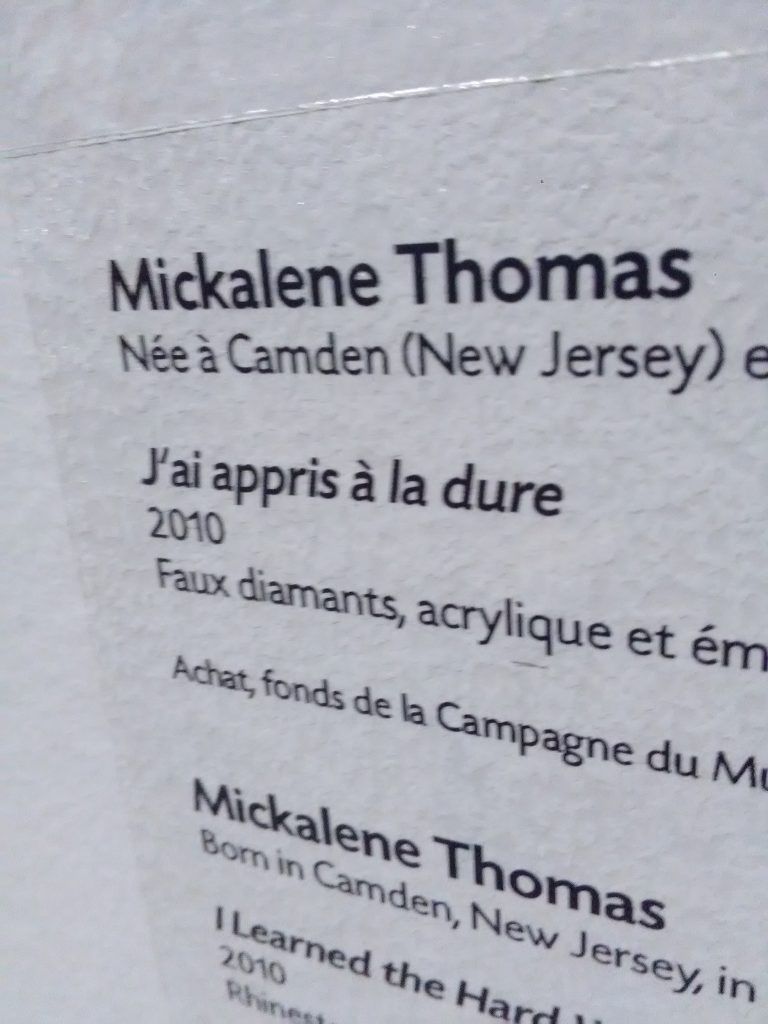 Mickalene Thomas
Née à Camden (New Jersey)
J'ai appris à la dure
2010
Faux diamants, acrylique et
Achat, fonds de la Campagne du
Mickalene Thomas
Born in Camden, New Jersey, in
I Learned the Hard
2010